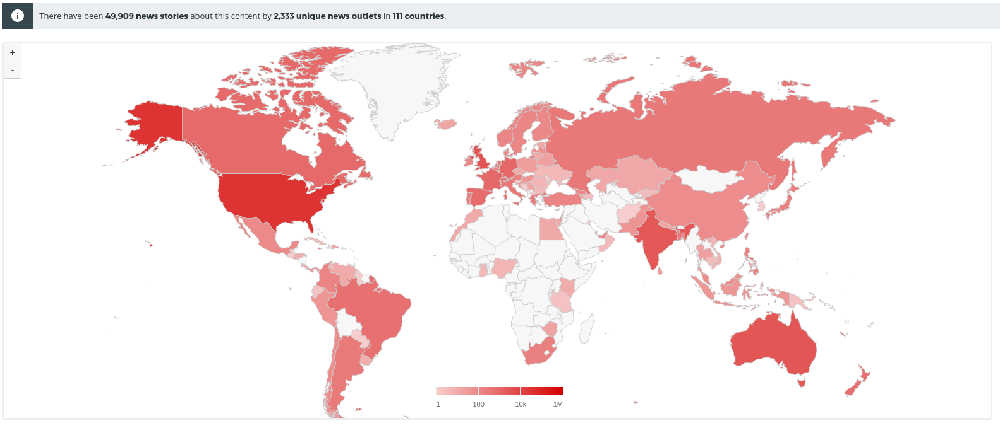 There have been 49,909 news stories about this content by 2,333 unique news outlets in 111 countries.
+
-
1 100 10k 1M